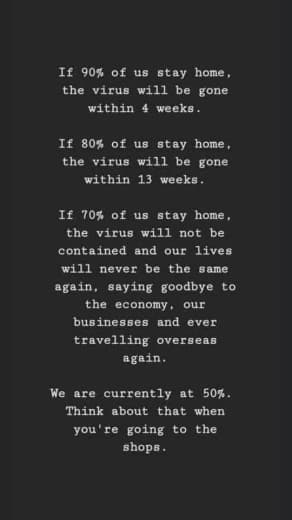 If 90% of us stay home,
the virus will be gone
within 4 weeks.
If 80% of us stay home,
the virus will be gone
within 13 weeks.
If 70% of us stay home,
the virus will not be
contained and our lives
will never be the same
again, saying goodbye to
the economy, our
businesses and ever
travelling overseas
again.
We are currently at 50%.
Think about that when
you're going to the
shops.